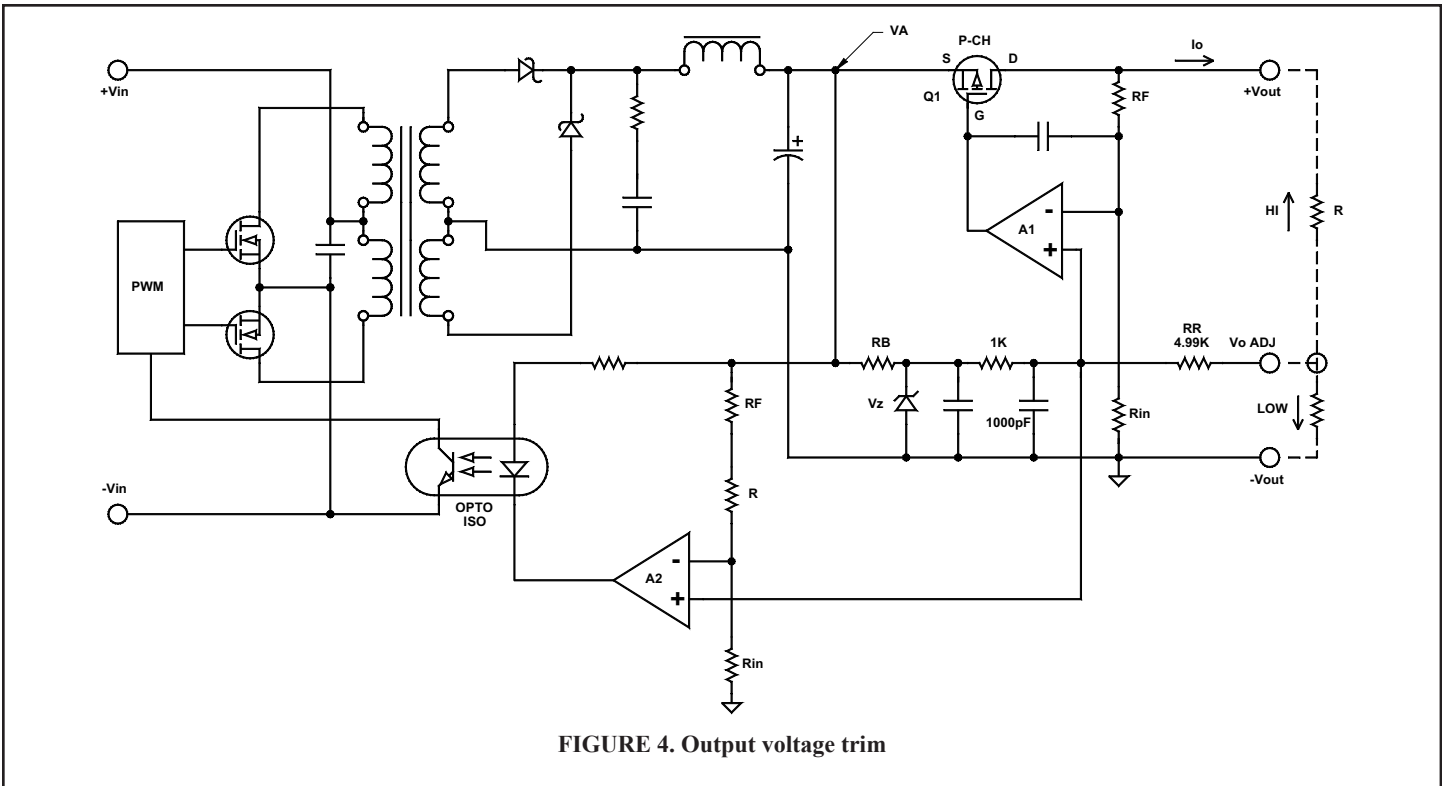 VA
P-CH
Io
+Vin
S
D
+Vout
Q1
RF
G
HI
R
A1
-
+
PWM
RB
1K
RR
4.99K
Vo ADJ
RF
Vz
1000pF
Rin
LOW
-Vin
R
-Vout
OPTO
ISO
-
A2
+
Rin
+
FIGURE 4. Output voltage trim